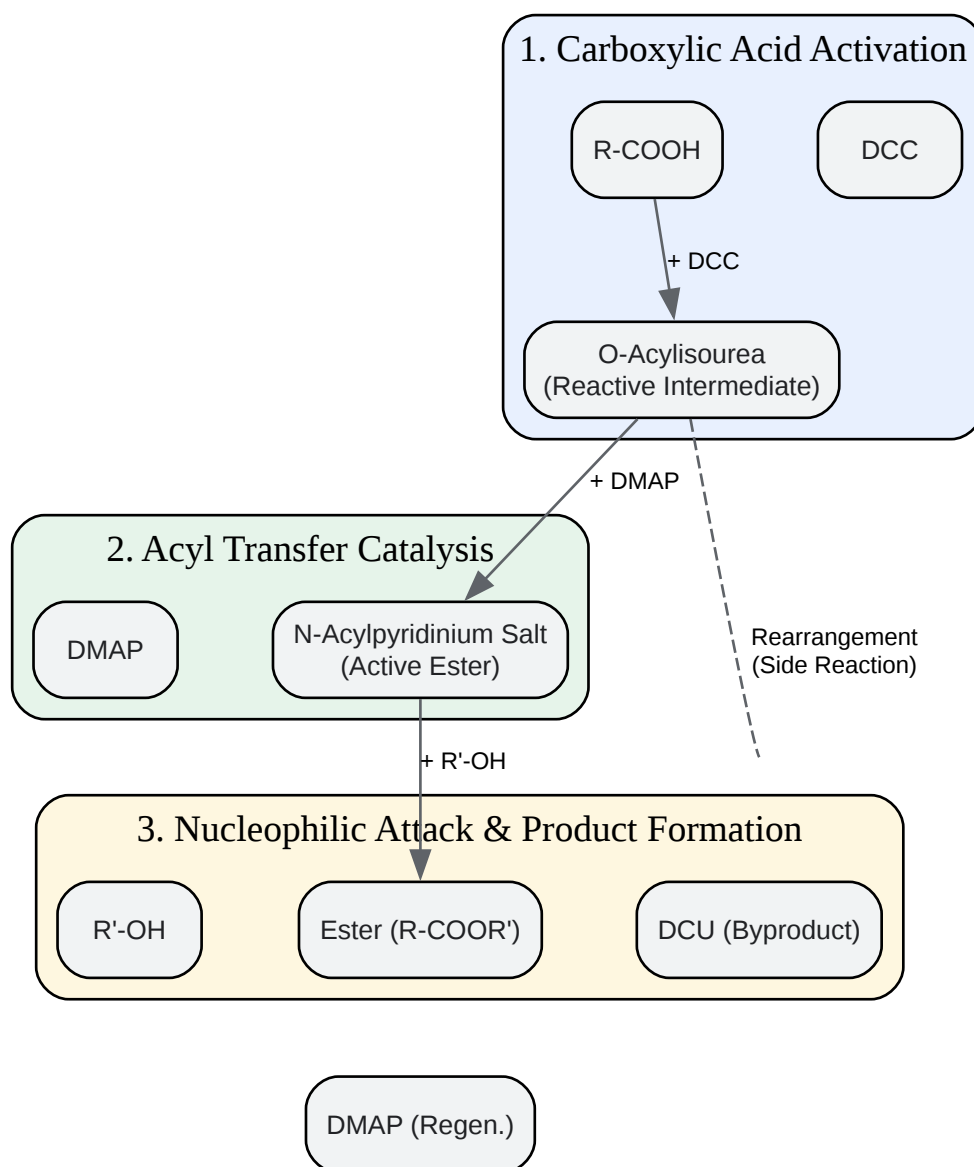 1. Carboxylic Acid Activation
R-COOH
DCC
+ DCC
O-Acylisourea
(Reactive Intermediate)
+ DMAP
2. Acyl Transfer Catalysis
DMAP
N-Acylpyridinium Salt
(Active Ester)
Rearrangement
(Side Reaction)
+ R'-OH
3. Nucleophilic Attack & Product Formation
R'-OH
Ester (R-COOR')
DCU (Byproduct)
DMAP (Regen.)